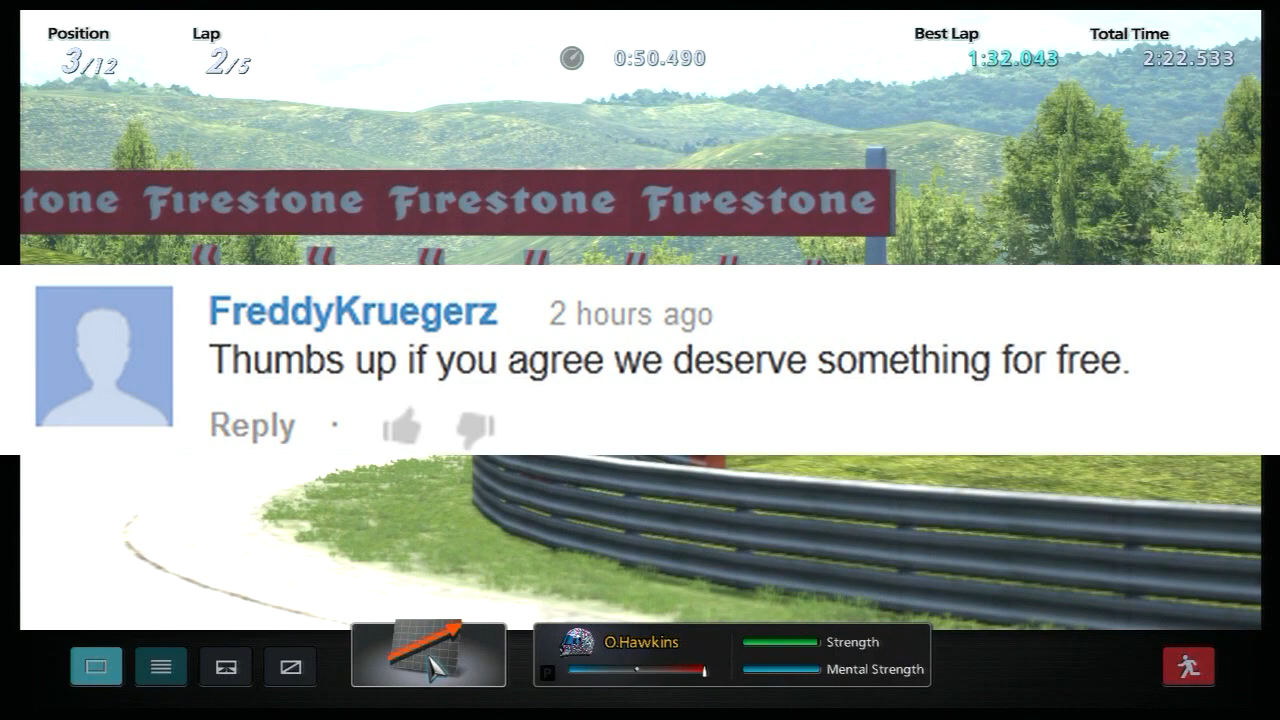 Position
Lap
Best Lap
Total Time
3/12
2/5
0:50.490
1:32.043
2:22.533
tone Firestone Firestone Firestone
FreddyKruegerz 2 hours ago
Thumbs up if you agree we deserve something for free.
Reply ·
O.Hawkins
Strength
P
Mental Strength